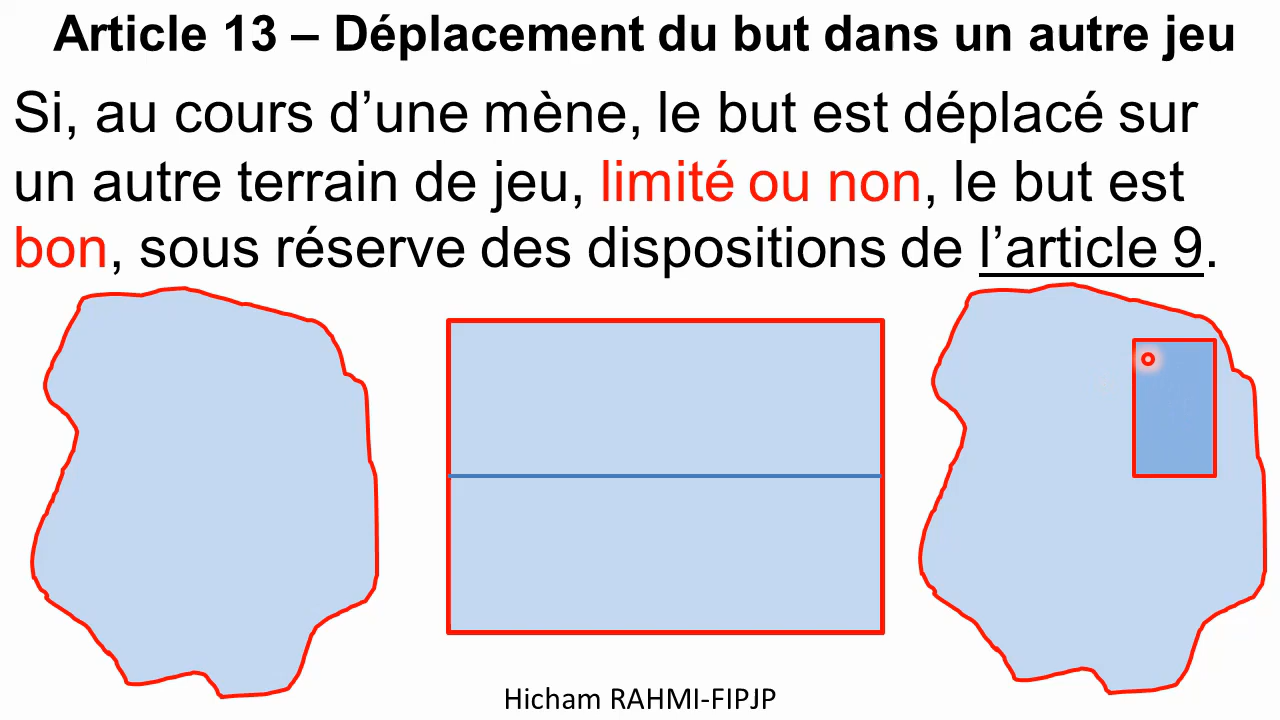 Article 13 – Déplacement du but dans un autre jeu
Si, au cours d’une mène, le but est déplacé sur
un autre terrain de jeu, limité ou non, le but est
bon, sous réserve des dispositions de l’article 9.
Hicham RAHMI-FIPJP